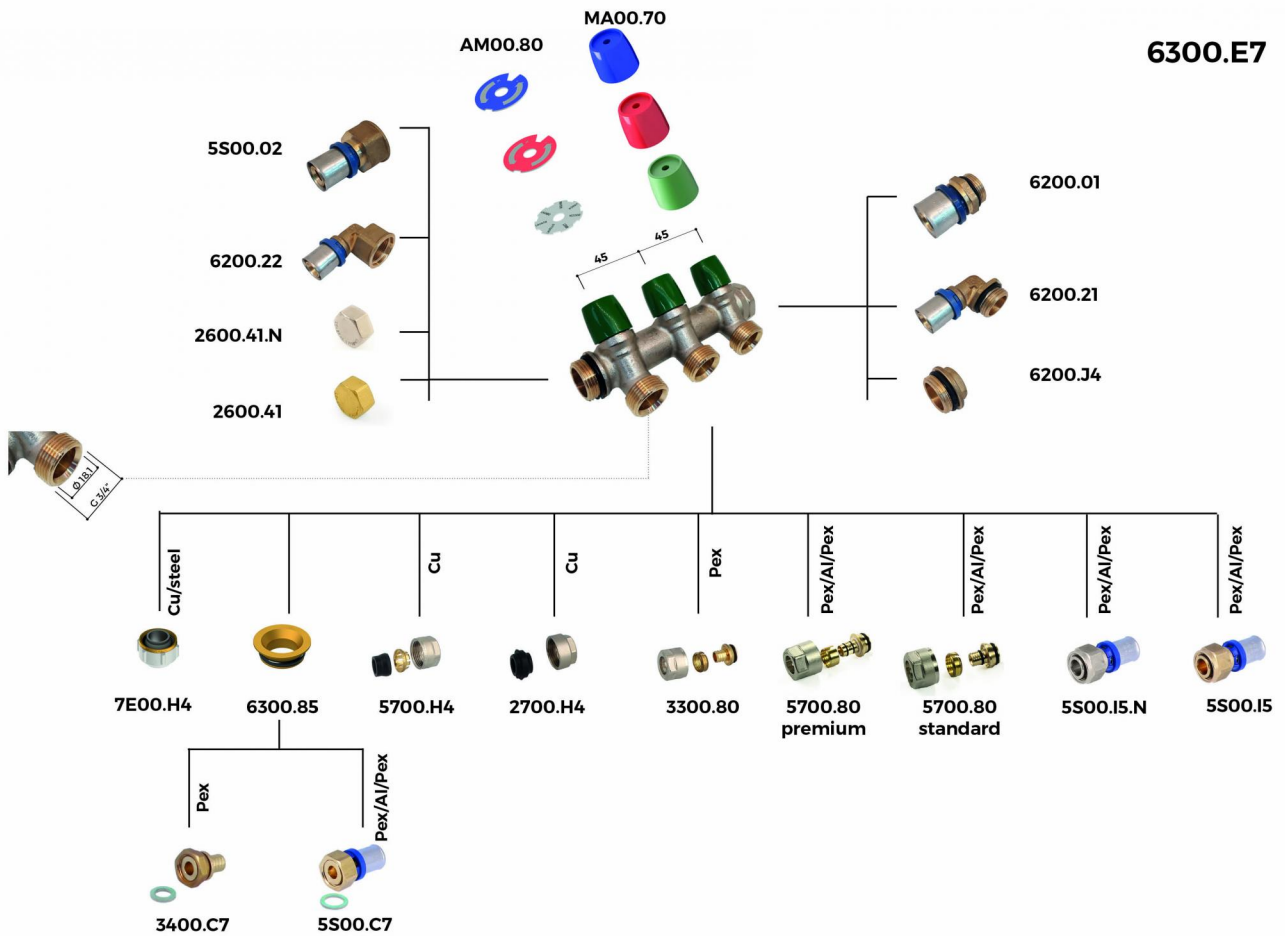 MA00.70
AM00.80
6300.E7
5S00.02
6200.22
2600.41.N
2600.41
45
45
6200.01
6200.21
6200.J4
Φ 18.1
G 3/4"
Cu/steel
Cu
Cu
Pex
Pex/Al/Pex
Pex/Al/Pex
Pex/Al/Pex
Pex/Al/Pex
7E00.H4
6300.85
5700.H4
2700.H4
3300.80
5700.80
premium
5700.80
standard
5S00.I5.N
5S00.I5
Pex
Pex/Al/Pex
3400.C7
5S00.C7